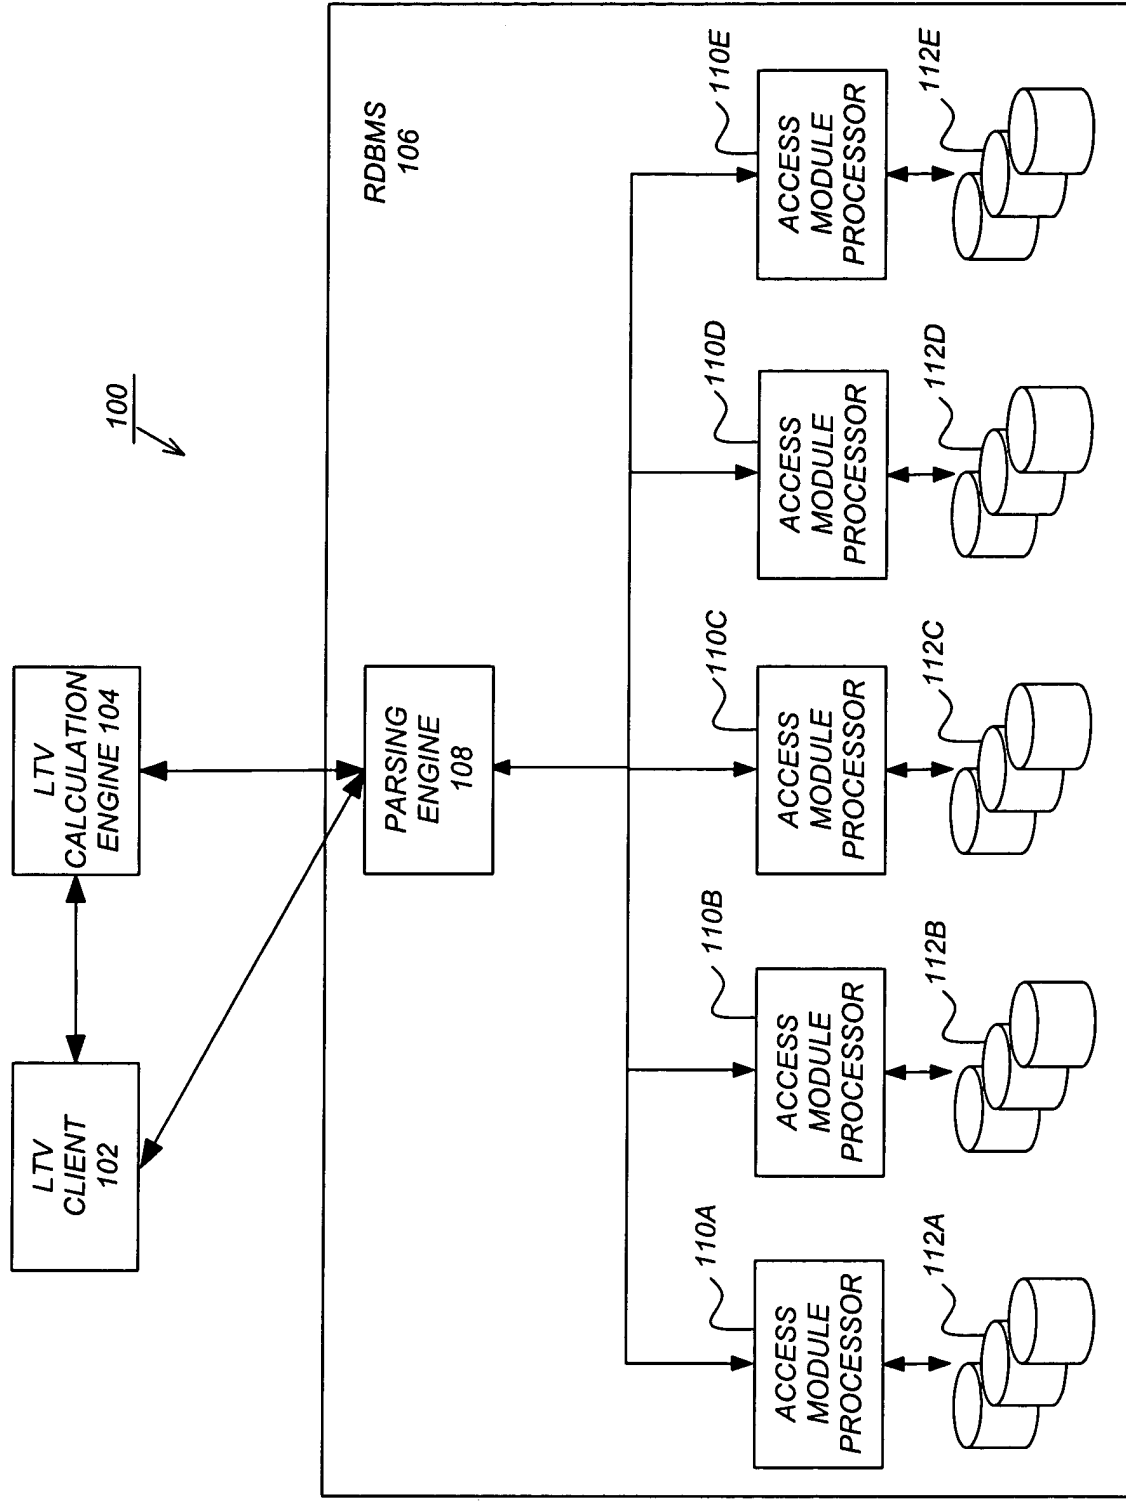 100
LTV
CLIENT
102
LTV
CALCULATION
ENGINE 104
RDBMS
106
PARSING
ENGINE
108
110A
110B
110C
110D
110E
ACCESS
MODULE
PROCESSOR
ACCESS
MODULE
PROCESSOR
ACCESS
MODULE
PROCESSOR
ACCESS
MODULE
PROCESSOR
ACCESS
MODULE
PROCESSOR
112A
112B
112C
112D
112E